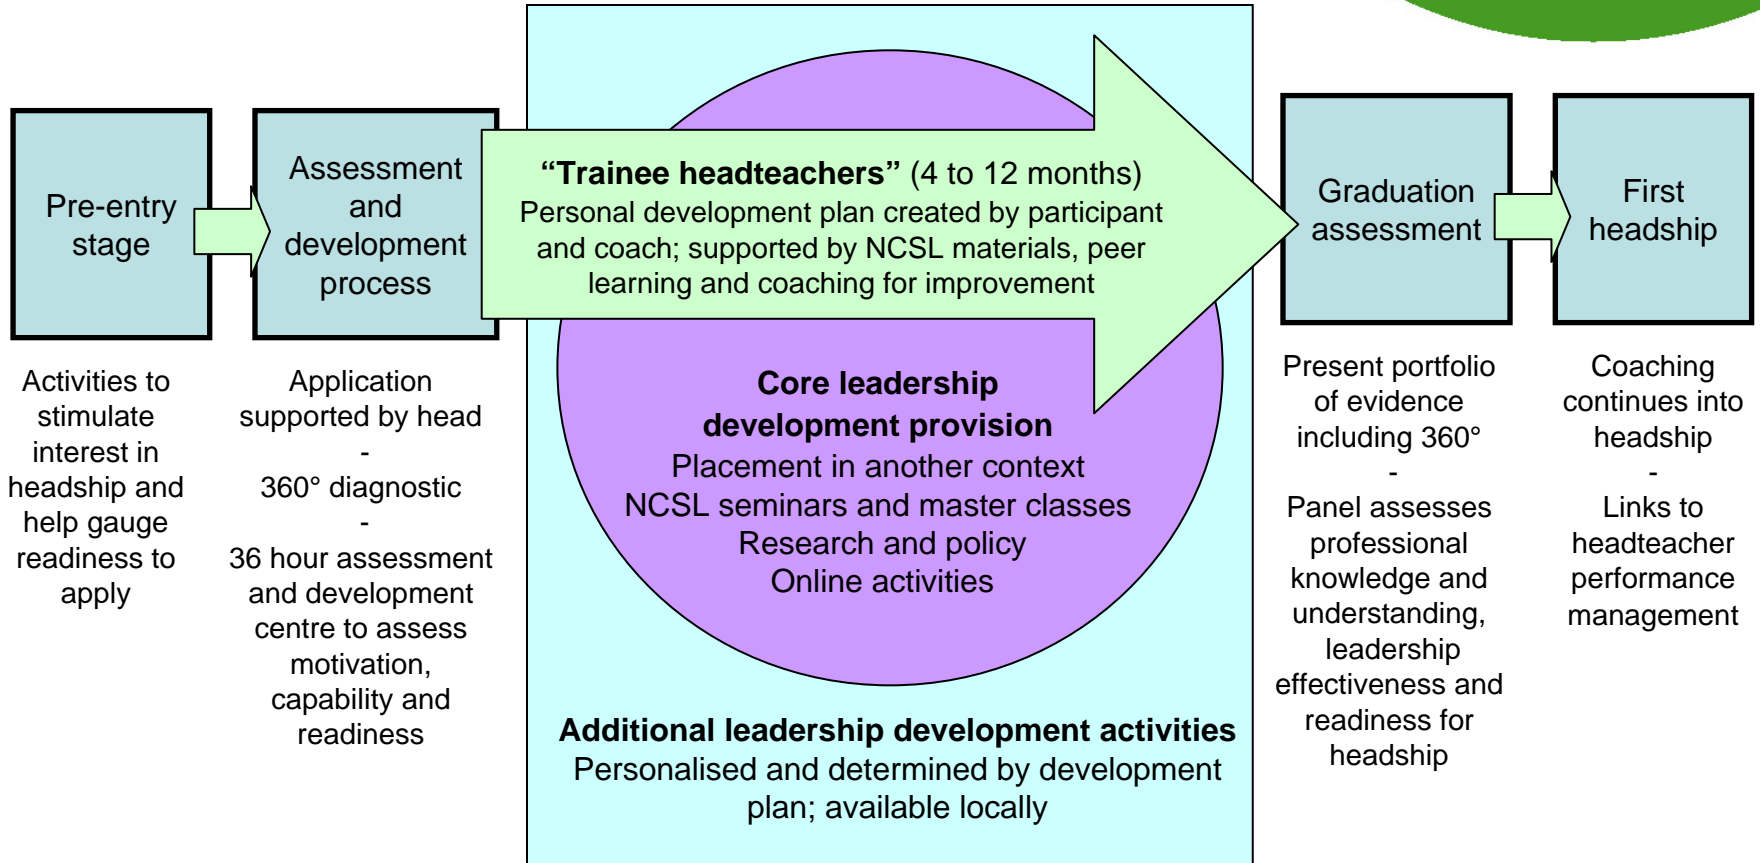 Pre-entry
stage
Activities to
stimulate
interest in
headship and
help gauge
readiness to
apply
Assessment
and
development
process
Application
supported by head
-
360° diagnostic
-
36 hour assessment
and development
centre to assess
motivation,
capability and
readiness
“Trainee headteachers” (4 to 12 months)
Personal development plan created by participant
and coach; supported by NCSL materials, peer
learning and coaching for improvement
Core leadership
development provision
Placement in another context
NCSL seminars and master classes
Research and policy
Online activities
Additional leadership development activities
Personalised and determined by development
plan; available locally
Graduation
assessment
Present portfolio
of evidence
including 360°
-
Panel assesses
professional
knowledge and
understanding,
leadership
effectiveness and
readiness for
headship
First
headship
Coaching
continues into
headship
-
Links to
headteacher
performance
management